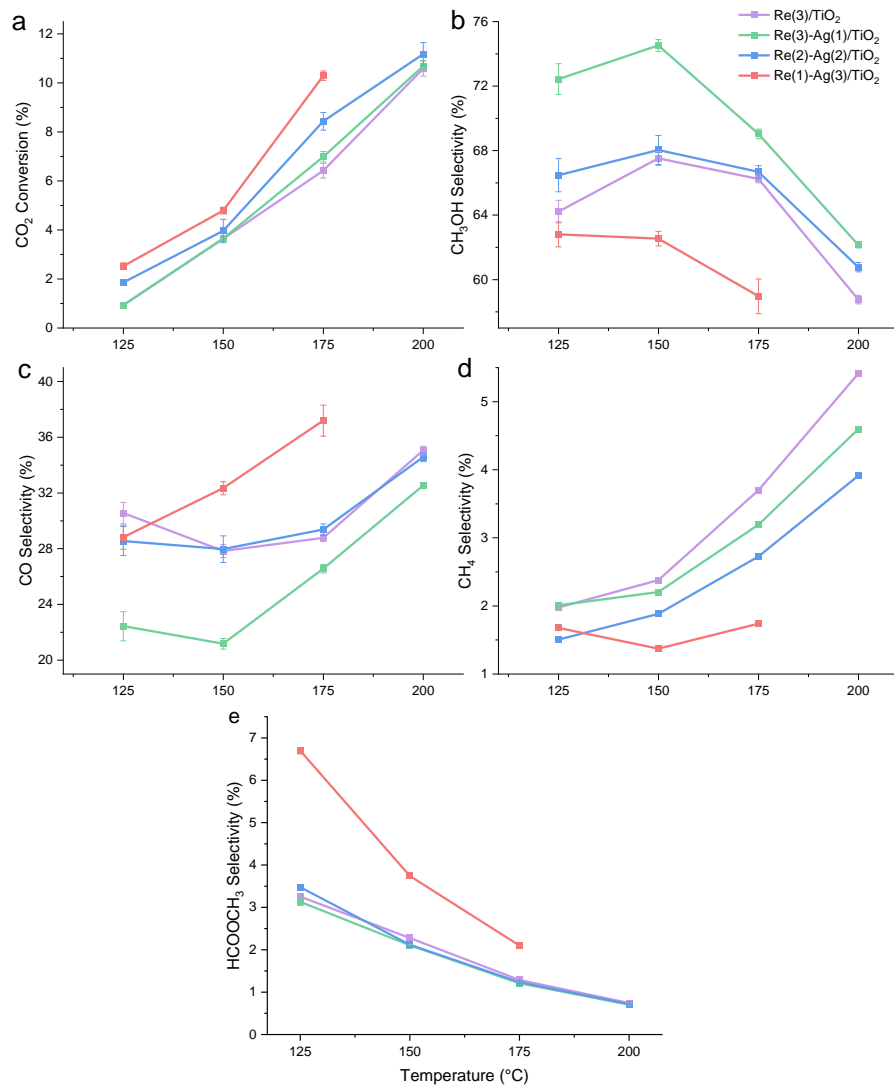 a
12
10
8
6
4
2
0
CO₂ Conversion (%)
125 150 175 200
b
76
72
68
64
60
CH₃OH Selectivity (%)
Re(3)/TiO₂
Re(3)-Ag(1)/TiO₂
Re(2)-Ag(2)/TiO₂
Re(1)-Ag(3)/TiO₂
125 150 175 200
c
40
36
32
28
24
20
CO Selectivity (%)
125 150 175 200
d
5
4
3
2
1
CH₄ Selectivity (%)
125 150 175 200
e
7
6
5
4
3
2
1
0
HCOOCH₃ Selectivity (%)
125 150 175 200
Temperature (°C)